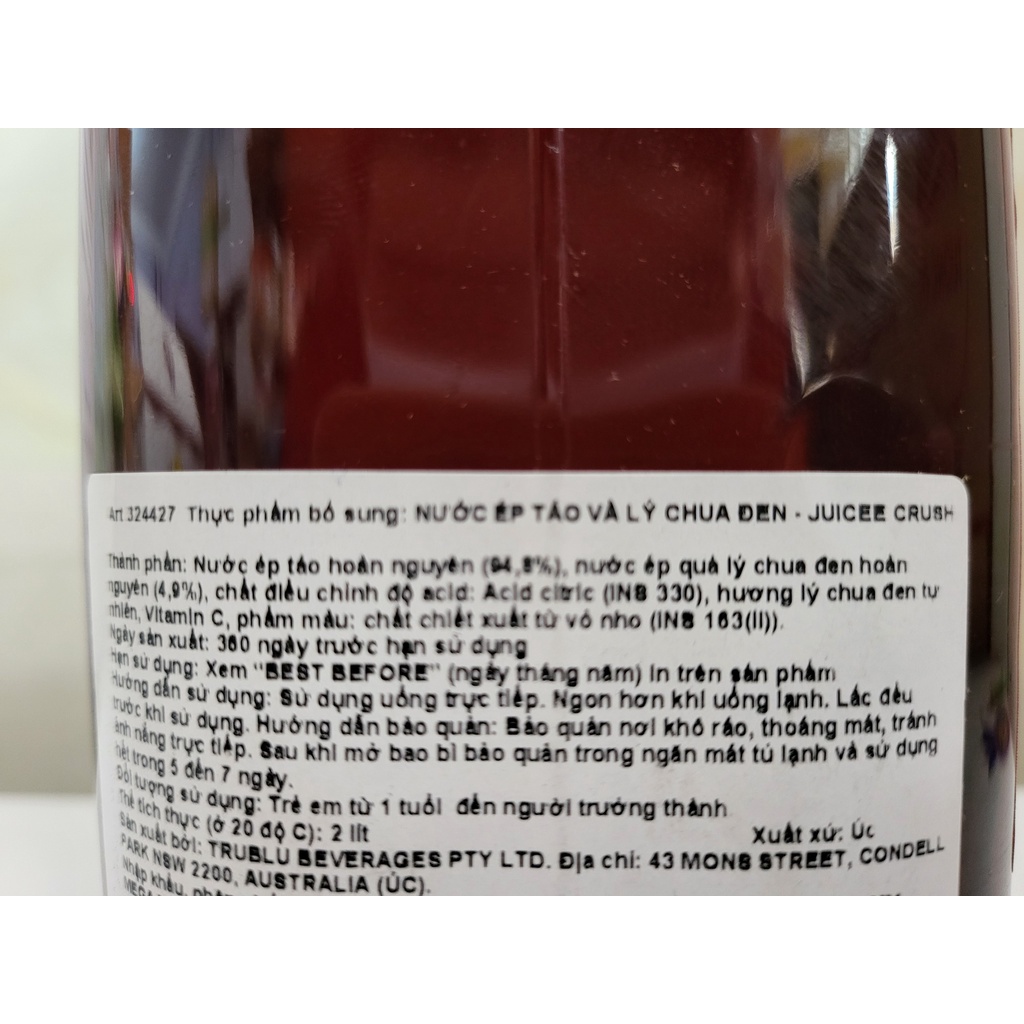 Art 324427 Thực phẩm bổ sung: NƯỚC ÉP TÁO VÀ LÝ CHUA ĐEN - JUICEE CRUSH
Thành phần: Nước ép táo hoàn nguyên (94,8%), nước ép quả lý chua đen hoàn
nguyên (4,9%), chất điều chỉnh độ acid: Acid citric (INS 330), hương lý chua đen tự
nhiên, Vitamin C, phẩm màu: chất chiết xuất từ vỏ nho (INS 163(II)).
Ngày sản xuất: 360 ngày trước hạn sử dụng
Hạn sử dụng: Xem "BEST BEFORE" (ngày tháng năm) in trên sản phẩm
Hướng dẫn sử dụng: Sử dụng uống trực tiếp. Ngon hơn khi uống lạnh. Lắc đều
trước khi sử dụng. Hướng dẫn bảo quản: Bảo quản nơi khô ráo, thoáng mát, tránh
ánh nắng trực tiếp. Sau khi mở bao bì bảo quản trong ngăn mát tủ lạnh và sử dụng
hết trong 5 đến 7 ngày.
Đối tượng sử dụng: Trẻ em từ 1 tuổi đến người trưởng thành
Thể tích thực (ở 20 độ C): 2 lít Xuất xứ: Úc
Sản xuất bởi: TRUBLU BEVERAGES PTY LTD. Địa chỉ: 43 MONS STREET, CONDELL
PARK NSW 2200, AUSTRALIA (ÚC).
Nhập khẩu,